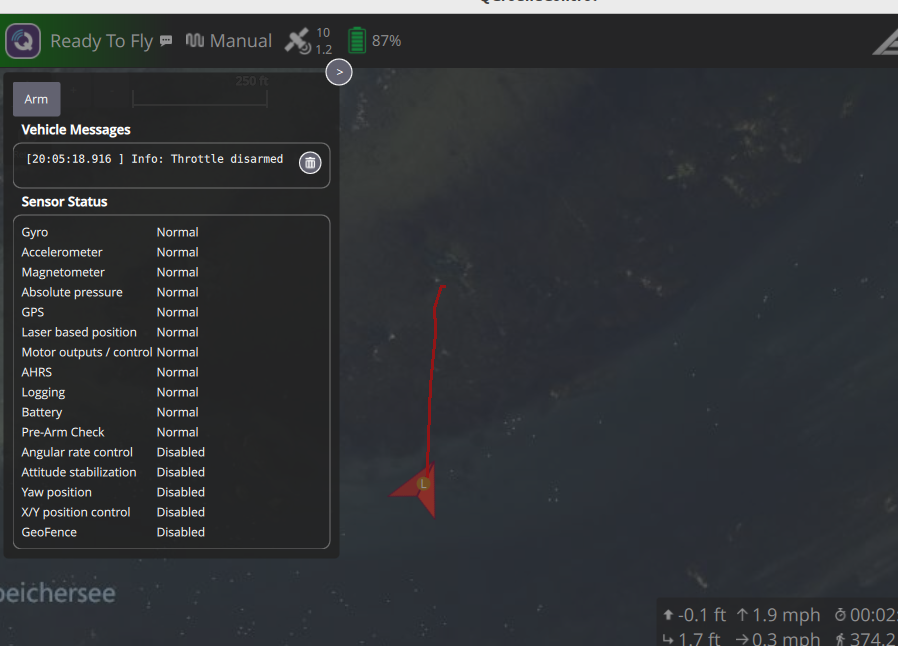 Ready To Fly Manual 10 1.2 87%
250 ft
>
Arm
Vehicle Messages
[20:05:18.916 ] Info: Throttle disarmed
Sensor Status
Gyro Normal
Accelerometer Normal
Magnetometer Normal
Absolute pressure Normal
GPS Normal
Laser based position Normal
Motor outputs / control Normal
AHRS Normal
Logging Normal
Battery Normal
Pre-Arm Check Normal
Angular rate control Disabled
Attitude stabilization Disabled
Yaw position Disabled
X/Y position control Disabled
GeoFence Disabled
L
peichersee
-0.1 ft 1.9 mph 00:02:
1.7 ft 0.3 mph 374.2